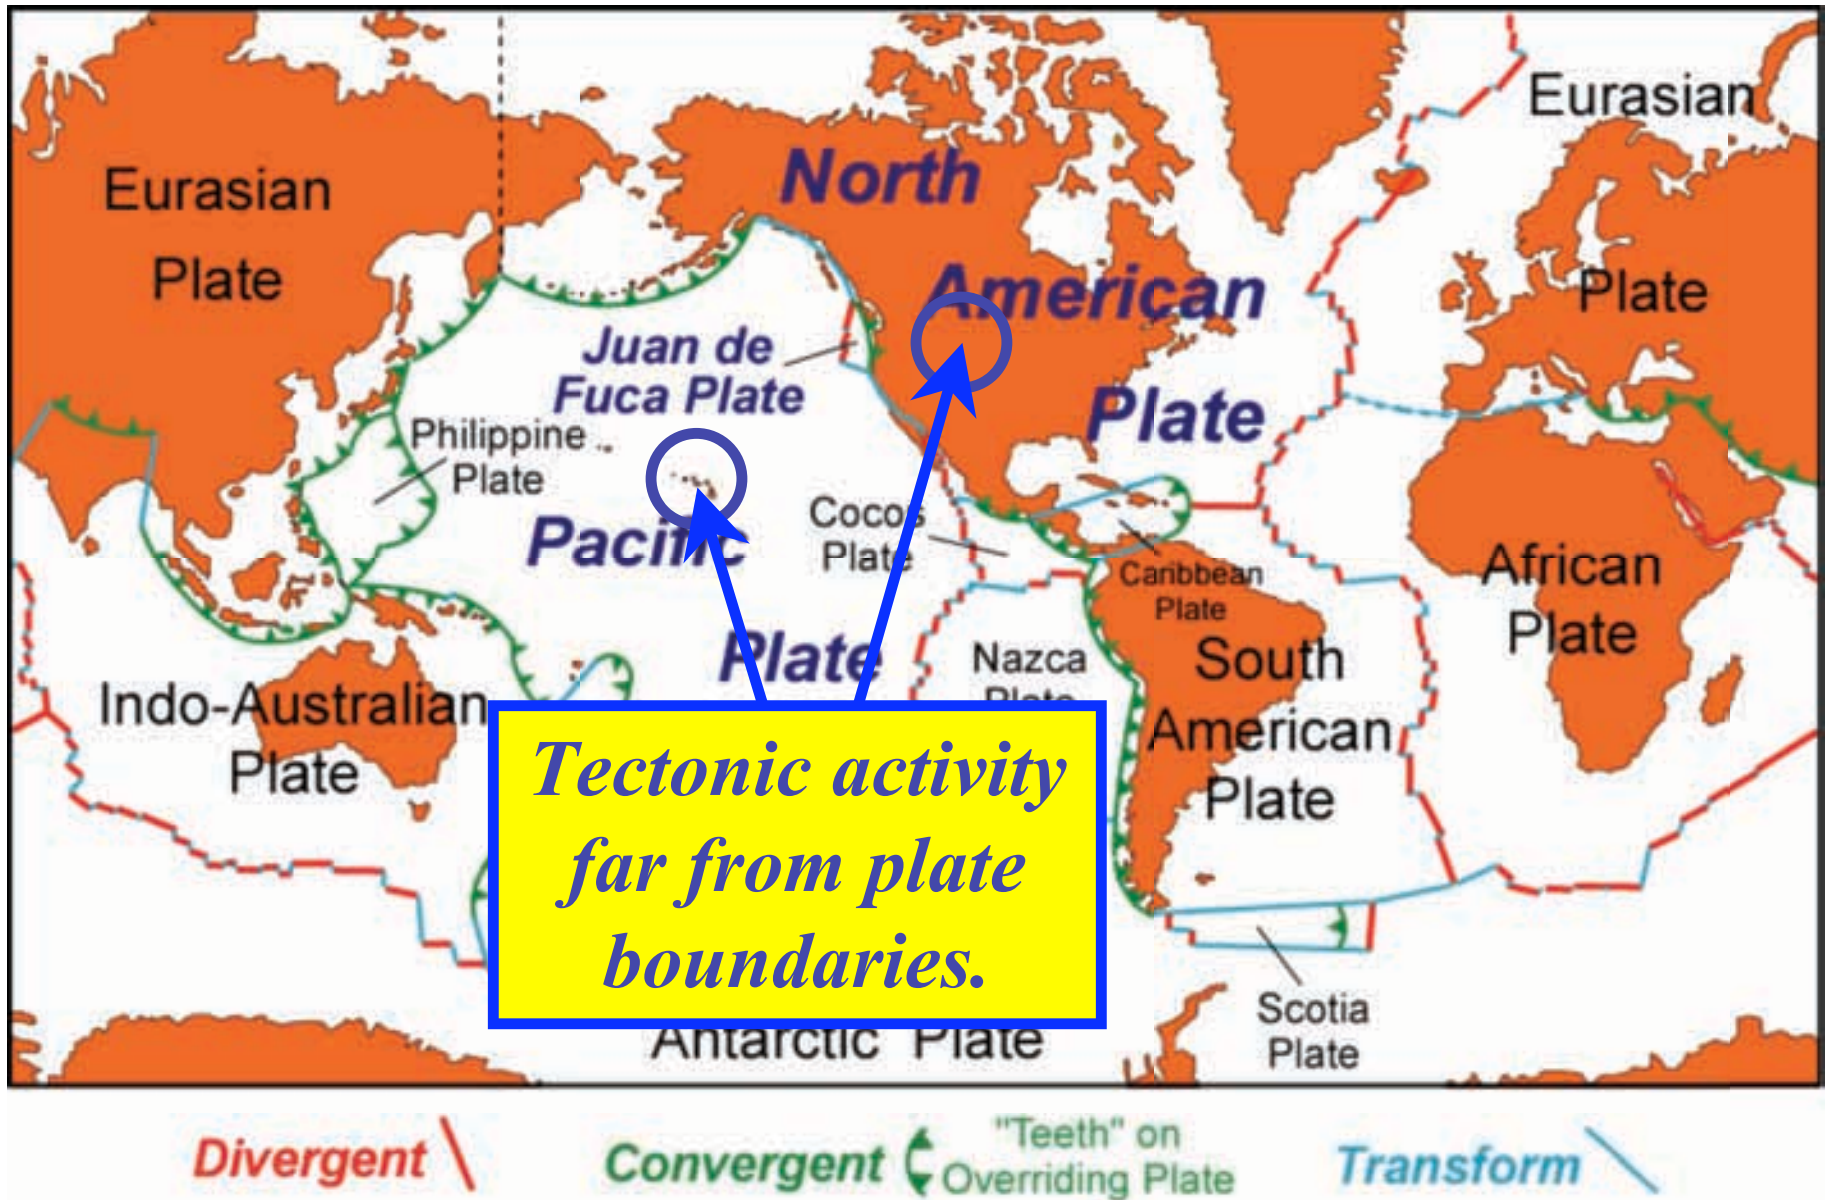 Eurasian
Plate
North
American
Plate
Eurasian
Plate
Juan de
Fuca Plate
Philippine
Plate
Pacific
Plate
Cocos
Plate
Caribbean
Plate
Nazca
Plate
South
American
Plate
African
Plate
Indo-Australian
Plate
Tectonic activity
far from plate
boundaries.
Antarctic Plate
Scotia
Plate
Divergent
Convergent
"Teeth" on
Overriding Plate
Transform